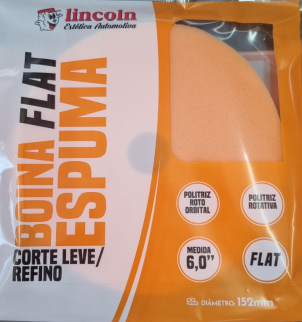 lincoln
Estética Automotiva
BOINA FLAT
ESPUMA
CORTE LEVE/
REFINO
POLITRIZ
ROTO
ORBITAL
POLITRIZ
ROTATIVA
MEDIDA
6,0"
FLAT
DIÂMETRO: 152mm